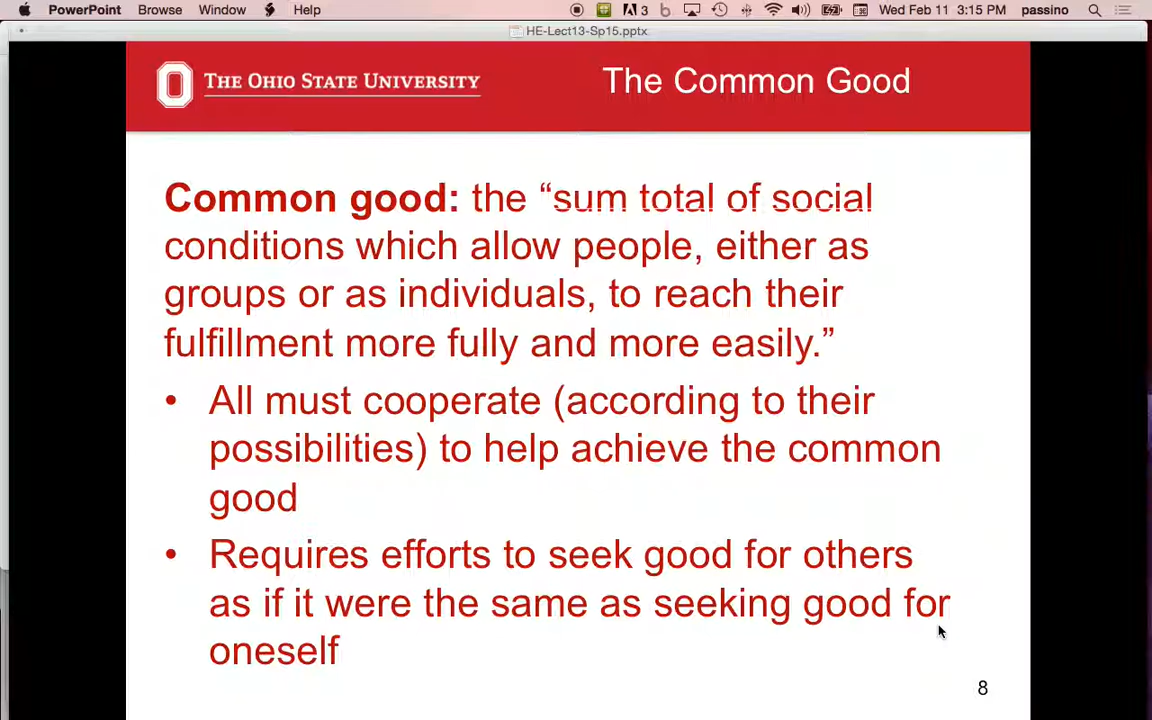 PowerPoint Browse Window Help 3 Wed Feb 11 3:15 PM passino
HE-Lect13-Sp15.pptx
THE OHIO STATE UNIVERSITY
The Common Good
Common good: the “sum total of social
conditions which allow people, either as
groups or as individuals, to reach their
fulfillment more fully and more easily.”
• All must cooperate (according to their
possibilities) to help achieve the common
good
• Requires efforts to seek good for others
as if it were the same as seeking good for
oneself
8